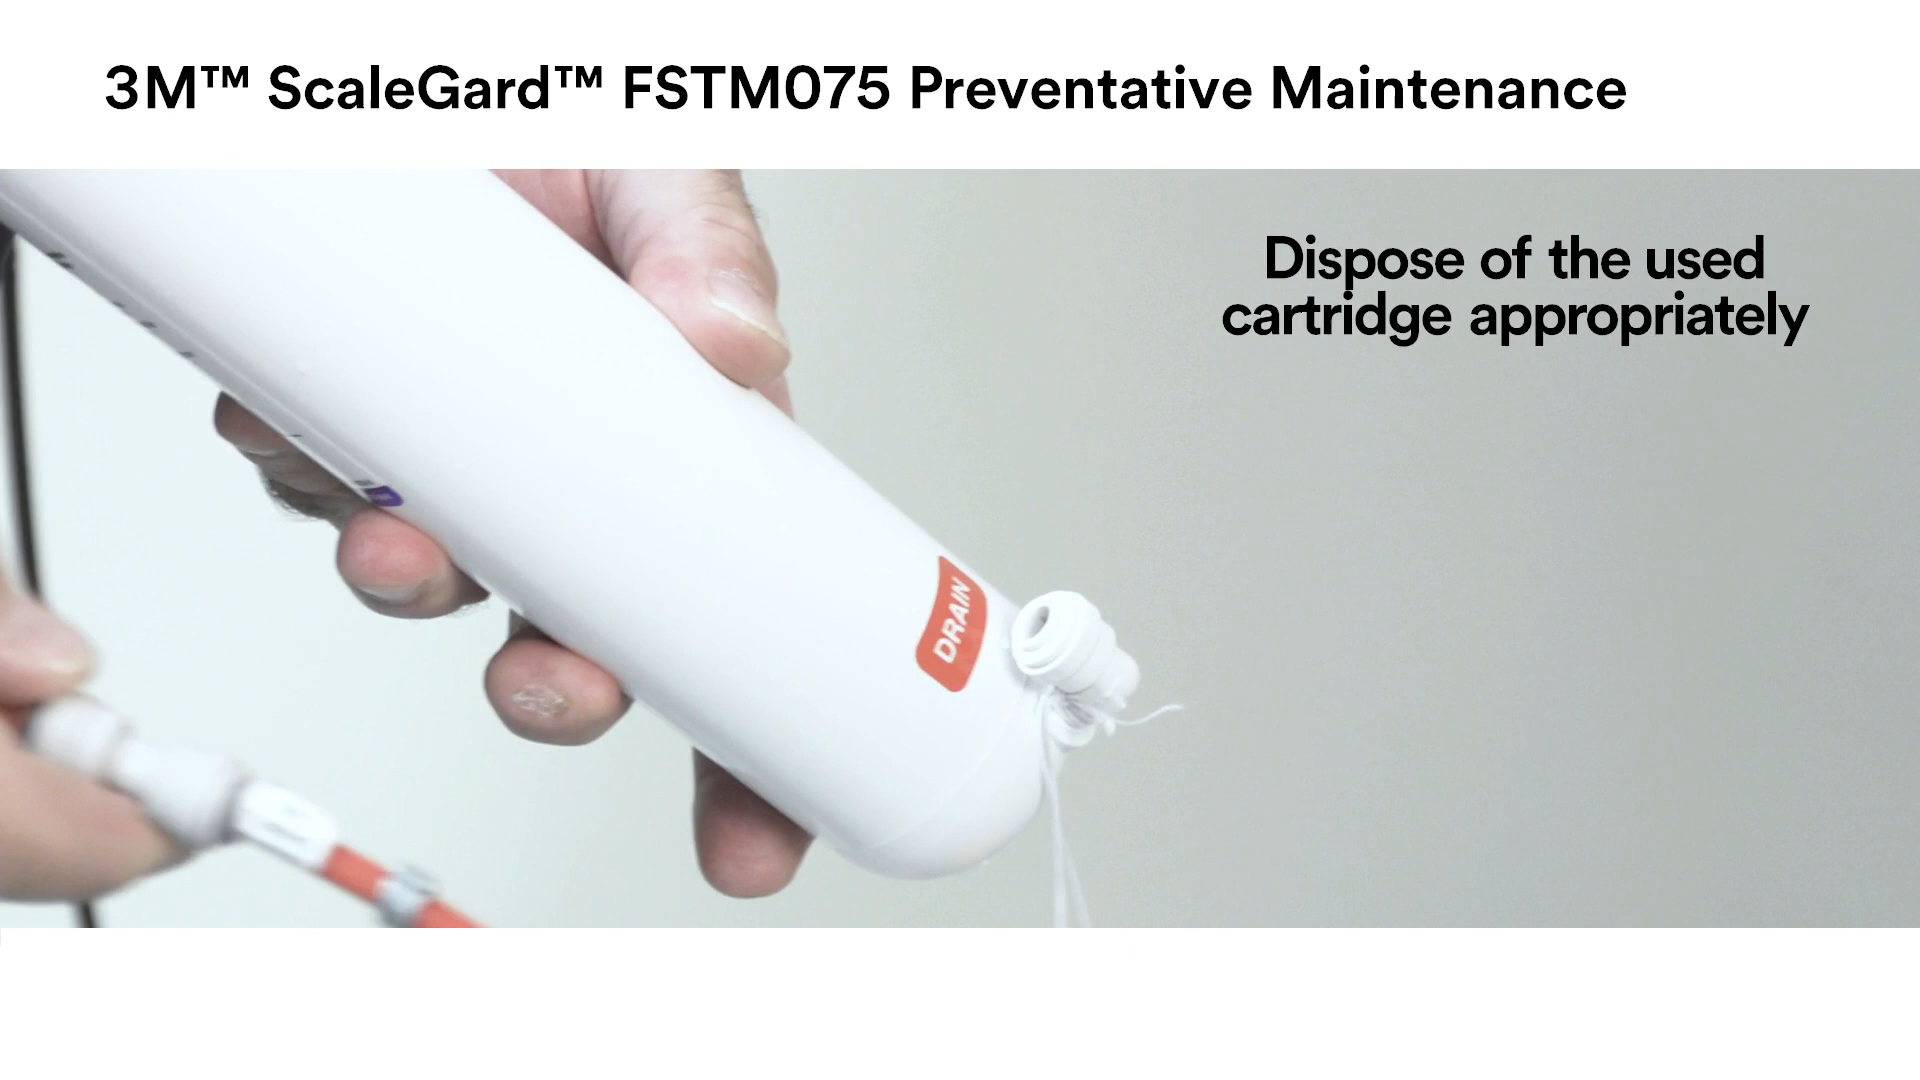 3M™ ScaleGard™ FSTM075 Preventative Maintenance
Dispose of the used
cartridge appropriately
DRAIN